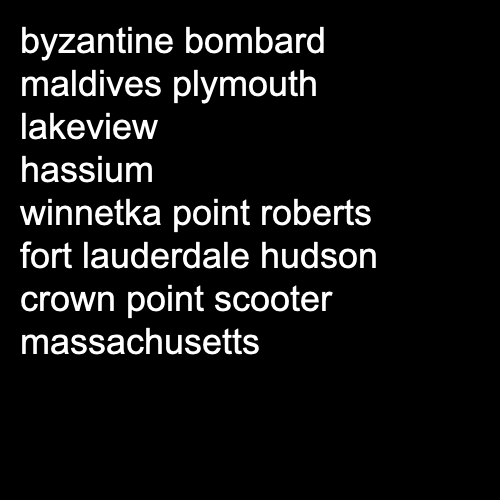 byzantine bombard
maldives plymouth
lakeview
hassium
winnetka point roberts
fort lauderdale hudson
crown point scooter
massachusetts